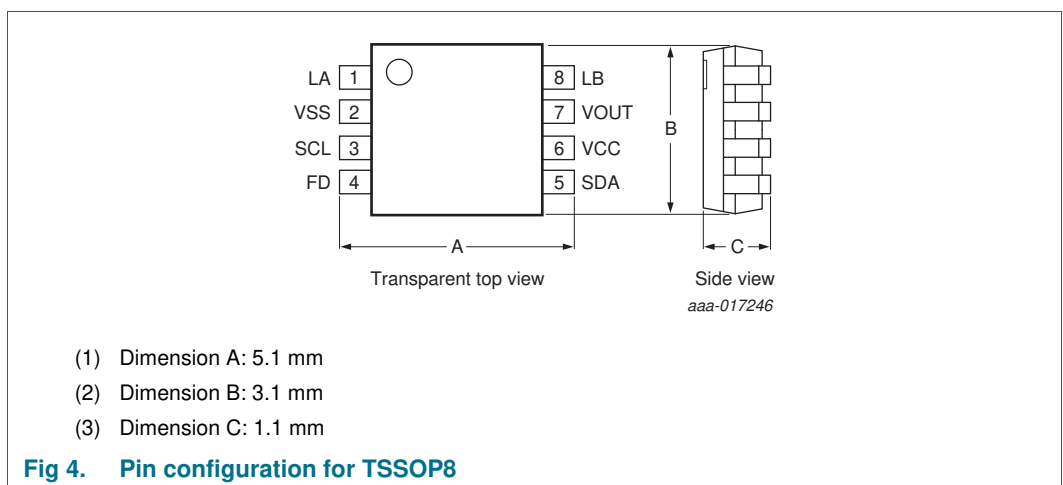 LA 1
VSS 2
SCL 3
FD 4
8 LB
7 VOUT
6 VCC
5 SDA
A
B
C
Transparent top view
Side view
aaa-017246
(1) Dimension A: 5.1 mm
(2) Dimension B: 3.1 mm
(3) Dimension C: 1.1 mm
Fig 4. Pin configuration for TSSOP8